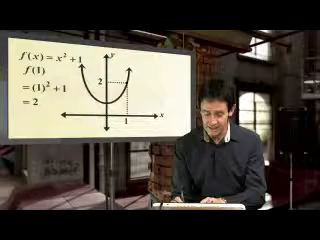 f(x) = x² + 1
f(1)
= (1)² + 1
= 2
y
2
1
x